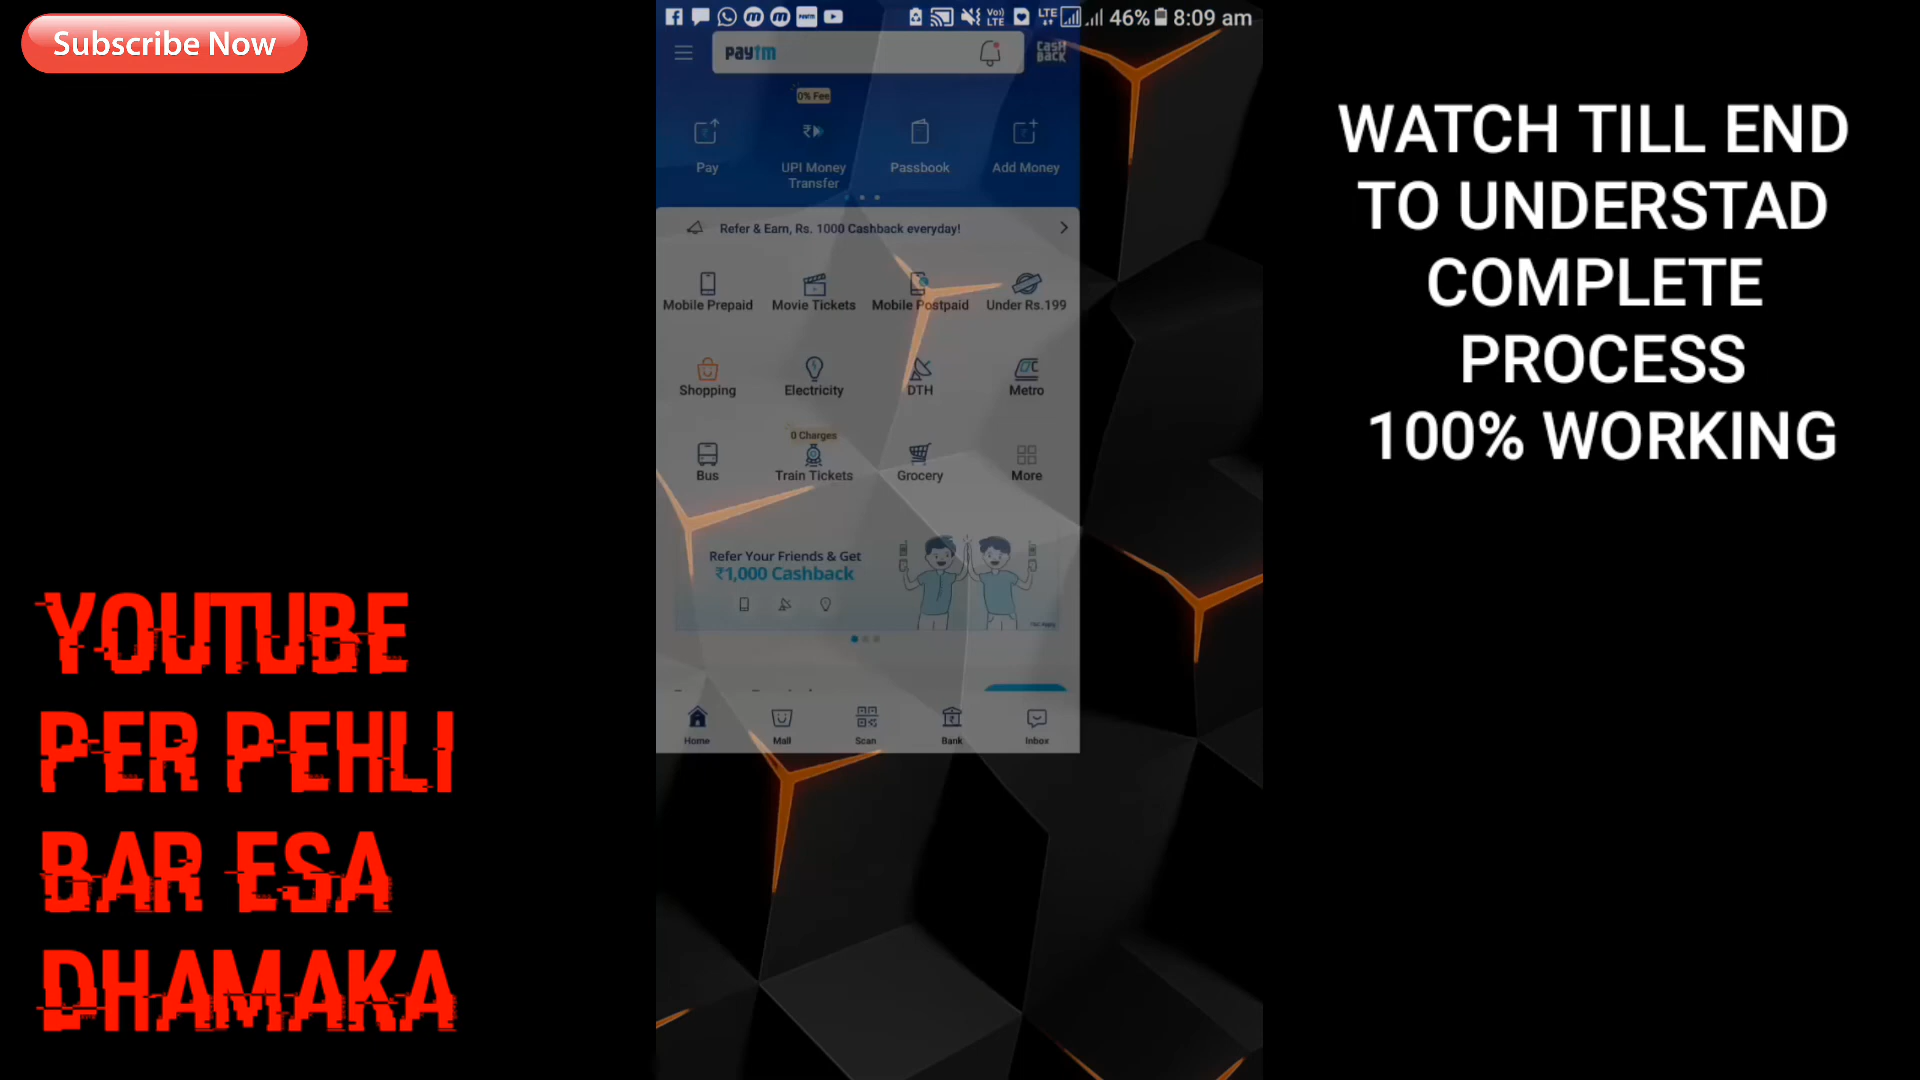 Subscribe Now
46% 8:09 am
paytm
CASH
BACK
0% Fee
Pay
UPI Money
Transfer
Passbook
Add Money
Refer & Earn, Rs. 1000 Cashback everyday!
Mobile Prepaid
Movie Tickets
Mobile Postpaid
Under Rs.199
Shopping
Electricity
DTH
Metro
0 Charges
Bus
Train Tickets
Grocery
More
Refer Your Friends & Get
₹1,000 Cashback
Home
Mall
Scan
Bank
Inbox
WATCH TILL END
TO UNDERSTAD
COMPLETE
PROCESS
100% WORKING
YOUTUBE
PER PEHLI
BAR ESA
DHAMAKA